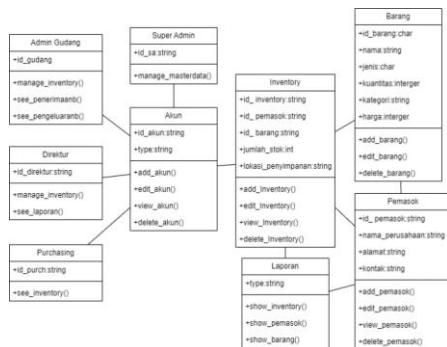 Admin Gudang
+id_gudang
+manage_inventory()
+see_penerimaanb()
+see_pengeluaranb()
Super Admin
+id_sa:string
+manage_masterdata()
Barang
+id_barang:char
+nama:string
+jenis:char
+kuantitas:interger
+kategori:string
+harga:interger
+add_barang()
+edit_barang()
+delete_barang()
Akun
+id_akun:string
+type:string
+add_akun()
+edit_akun()
+view_akun()
+delete_akun()
Inventory
+id_ inventory:string
+id_ pemasok:string
+id_ barang:string
+jumlah_stok:int
+lokasi_penyimpanan:string
+add_Inventory()
+edit_Inventory()
+view_Inventory()
+delete_Inventory()
Direktur
+id_direktur:string
+manage_inventory()
+see_laporan()
Pemasok
+id_ pemasok:string
+nama_perusahaan:string
+alamat:string
+kontak:string
+add_pemasok()
+edit_pemasok()
+view_pemasok()
+delete_pemasok()
Purchasing
+id_purch:string
+see_inventory()
Laporan
+type:string
+show_inventory()
+show_pemasok()
+show_barang()